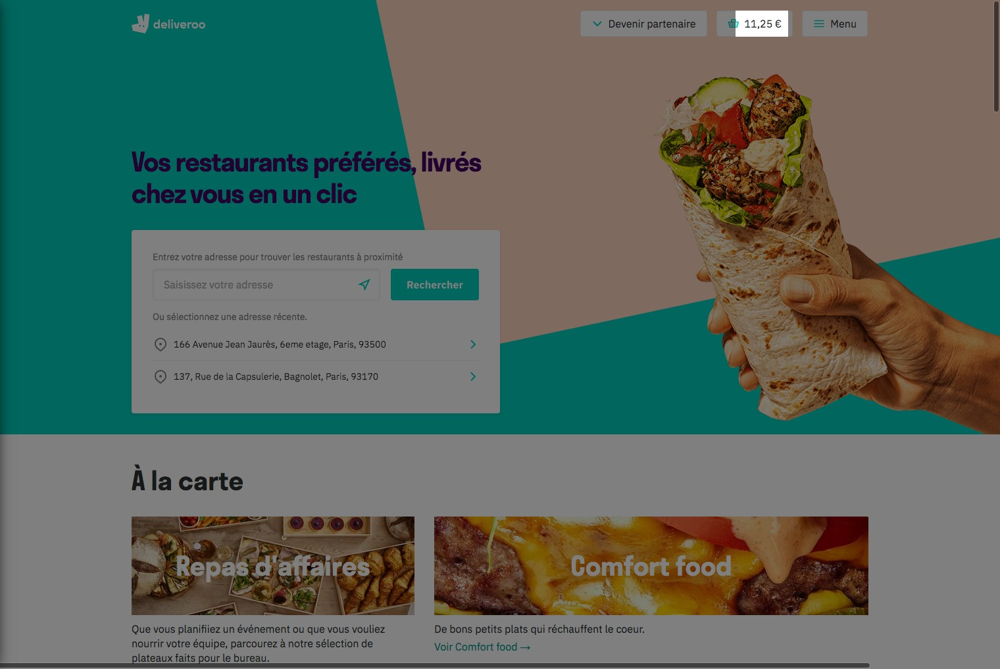 deliveroo
Devenir partenaire
11,25 €
Menu
Vos restaurants préférés, livrés
chez vous en un clic
Entrez votre adresse pour trouver les restaurants à proximité
Saisissez votre adresse
Rechercher
Ou sélectionnez une adresse récente.
166 Avenue Jean Jaurès, 6eme etage, Paris, 93500
137, Rue de la Capsulerie, Bagnolet, Paris, 93170
À la carte
Repas d'affaires
Comfort food
Que vous planifiiez un événement ou que vous vouliez
nourrir votre équipe, parcourez à notre sélection de
plateaux faits pour le bureau.
De bons petits plats qui réchauffent le coeur.
Voir Comfort food →